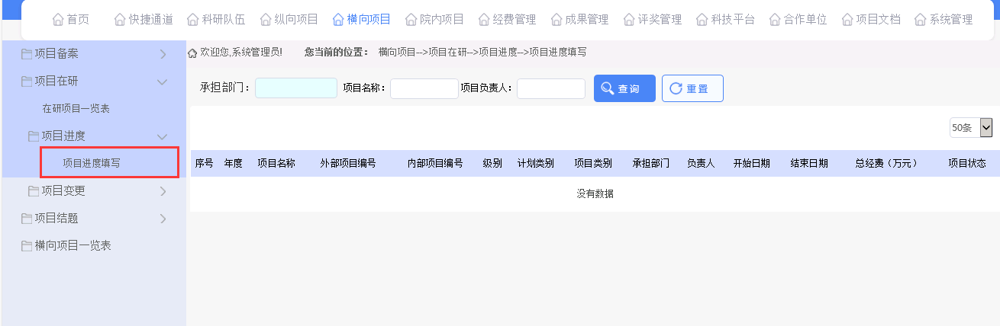 首页 快捷通道 科研队伍 纵向项目 横向项目 院内项目 经费管理 成果管理 评奖管理 科技平台 合作单位 项目文档 系统管理
项目备案
项目在研
在研项目一览表
项目进度
项目进度填写
项目变更
项目结题
横向项目一览表
欢迎您,系统管理员! 您当前的位置： 横向项目-->项目在研-->项目进度-->项目进度填写
承担部门： 项目名称： 项目负责人： 查询 重置
50条
序号 年度 项目名称 外部项目编号 内部项目编号 级别 计划类别 项目类别 承担部门 负责人 开始日期 结束日期 总经费（万元） 项目状态
没有数据